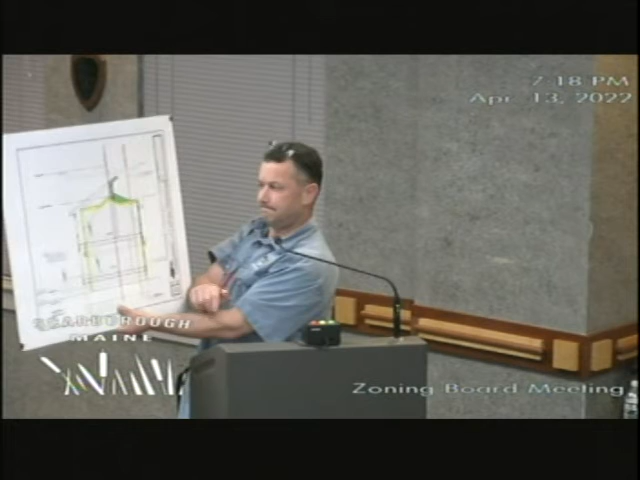 7:18 PM
Apr 13, 2022
SCARBOROUGH
MAINE
Zoning Board Meeting